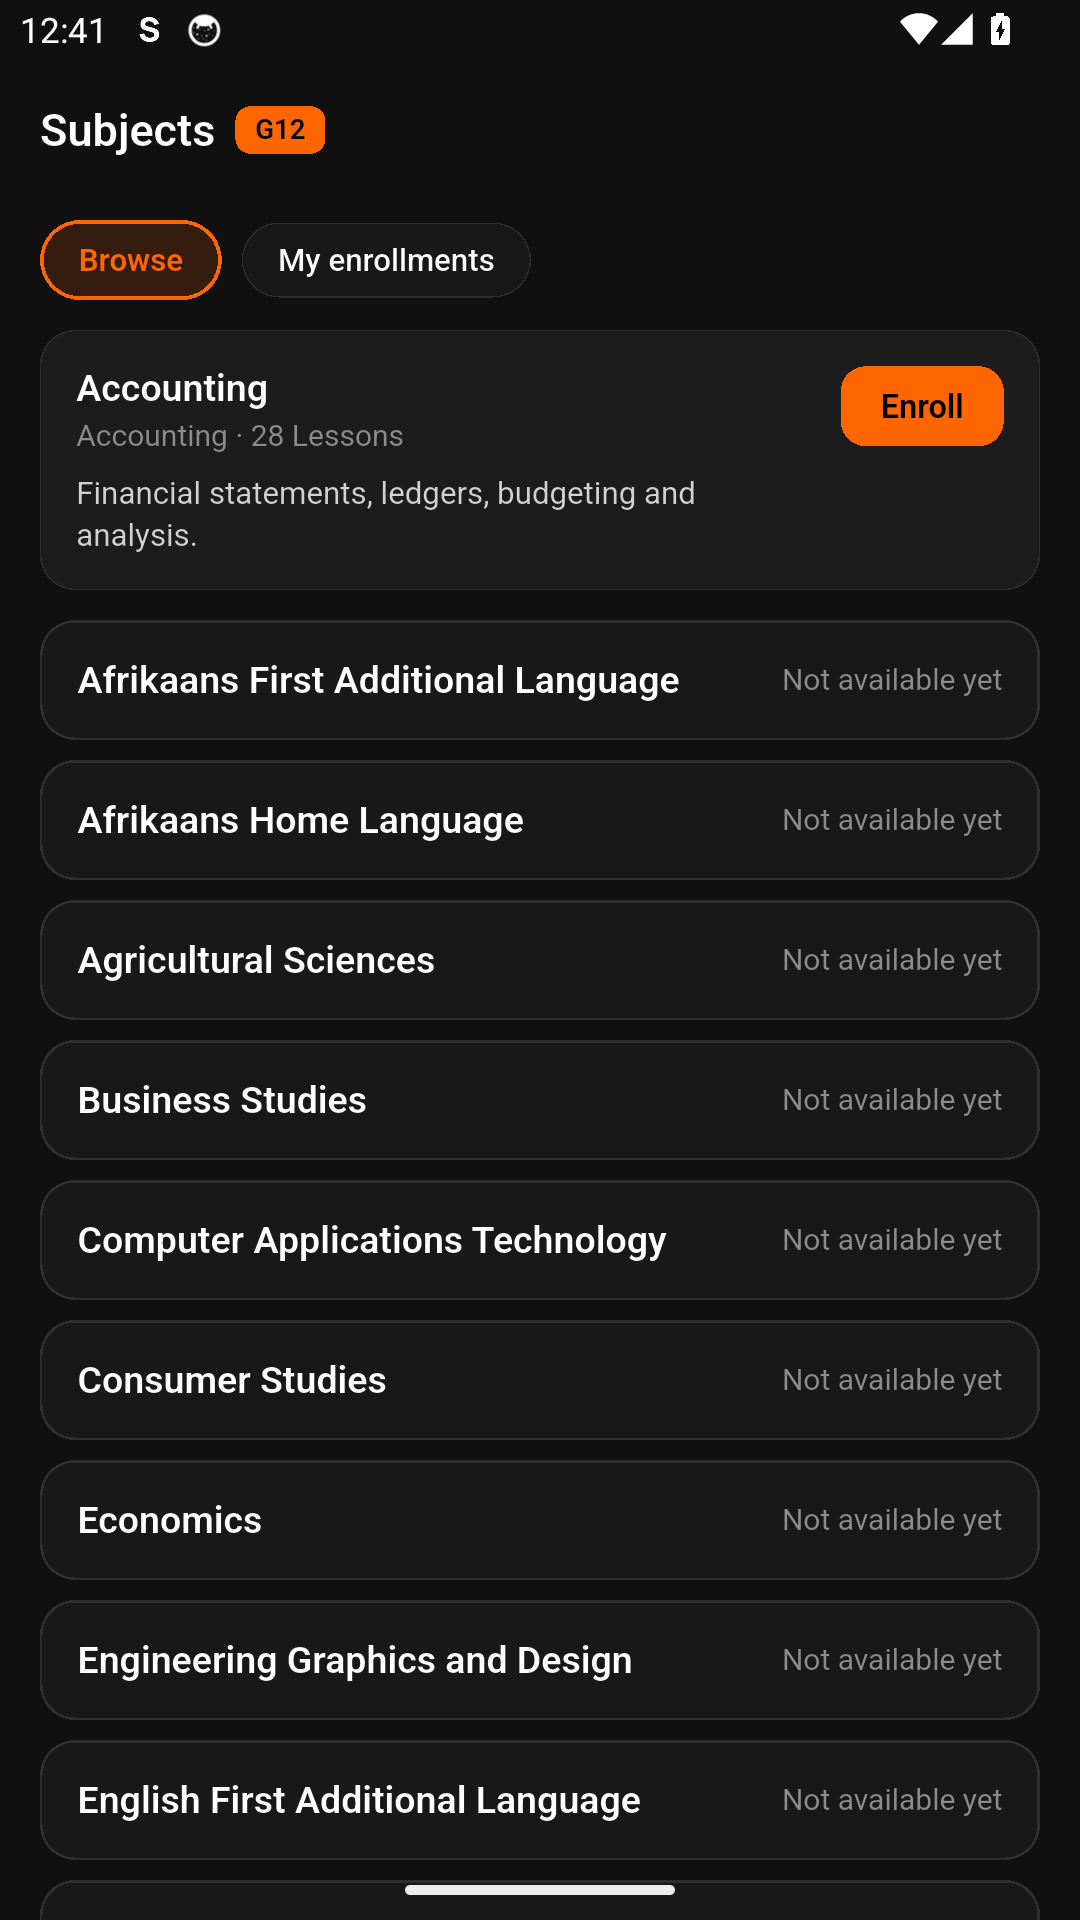 12:41 S
Subjects G12
Browse My enrollments
Accounting Enroll
Accounting · 28 Lessons
Financial statements, ledgers, budgeting and
analysis.
Afrikaans First Additional Language Not available yet
Afrikaans Home Language Not available yet
Agricultural Sciences Not available yet
Business Studies Not available yet
Computer Applications Technology Not available yet
Consumer Studies Not available yet
Economics Not available yet
Engineering Graphics and Design Not available yet
English First Additional Language Not available yet